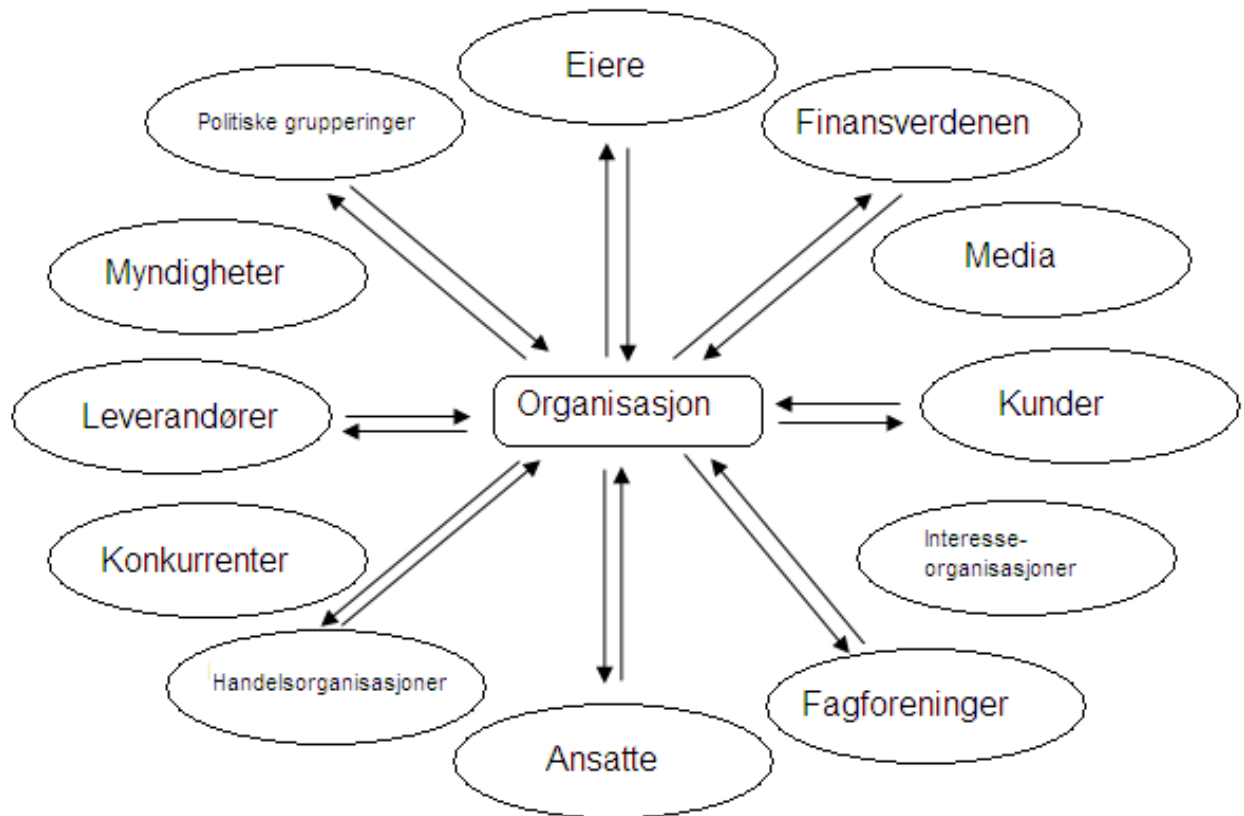 Eiere
Politiske grupperinger
Finansverdenen
Myndigheter
Media
Organisasjon
Leverandører
Kunder
Konkurrenter
Interesse-
organisasjoner
Handelsorganisasjoner
Fagforeninger
Ansatte